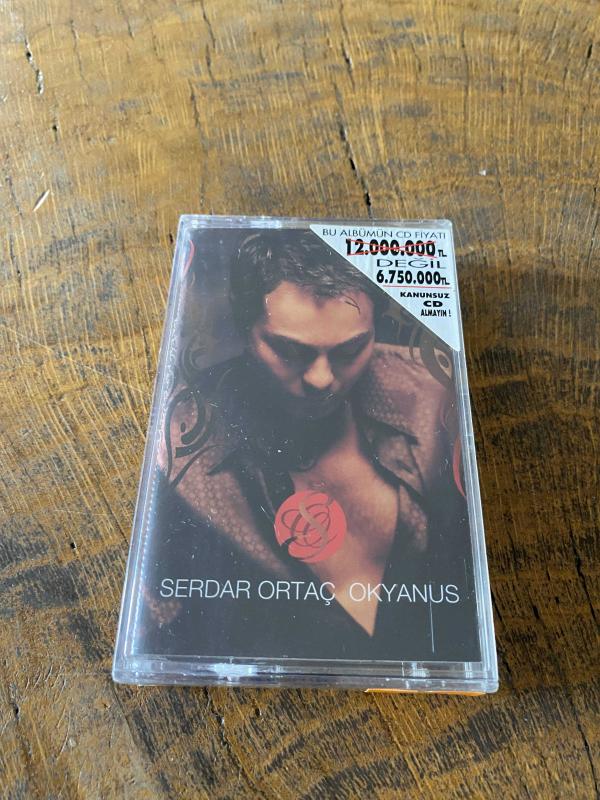 BU ALBÜMÜN CD FİYATI
12.000.000 TL
DEĞİL
6.750.000 TL
KANUNSUZ
CD
ALMAYIN !
SERDAR ORTAÇ OKYANUS